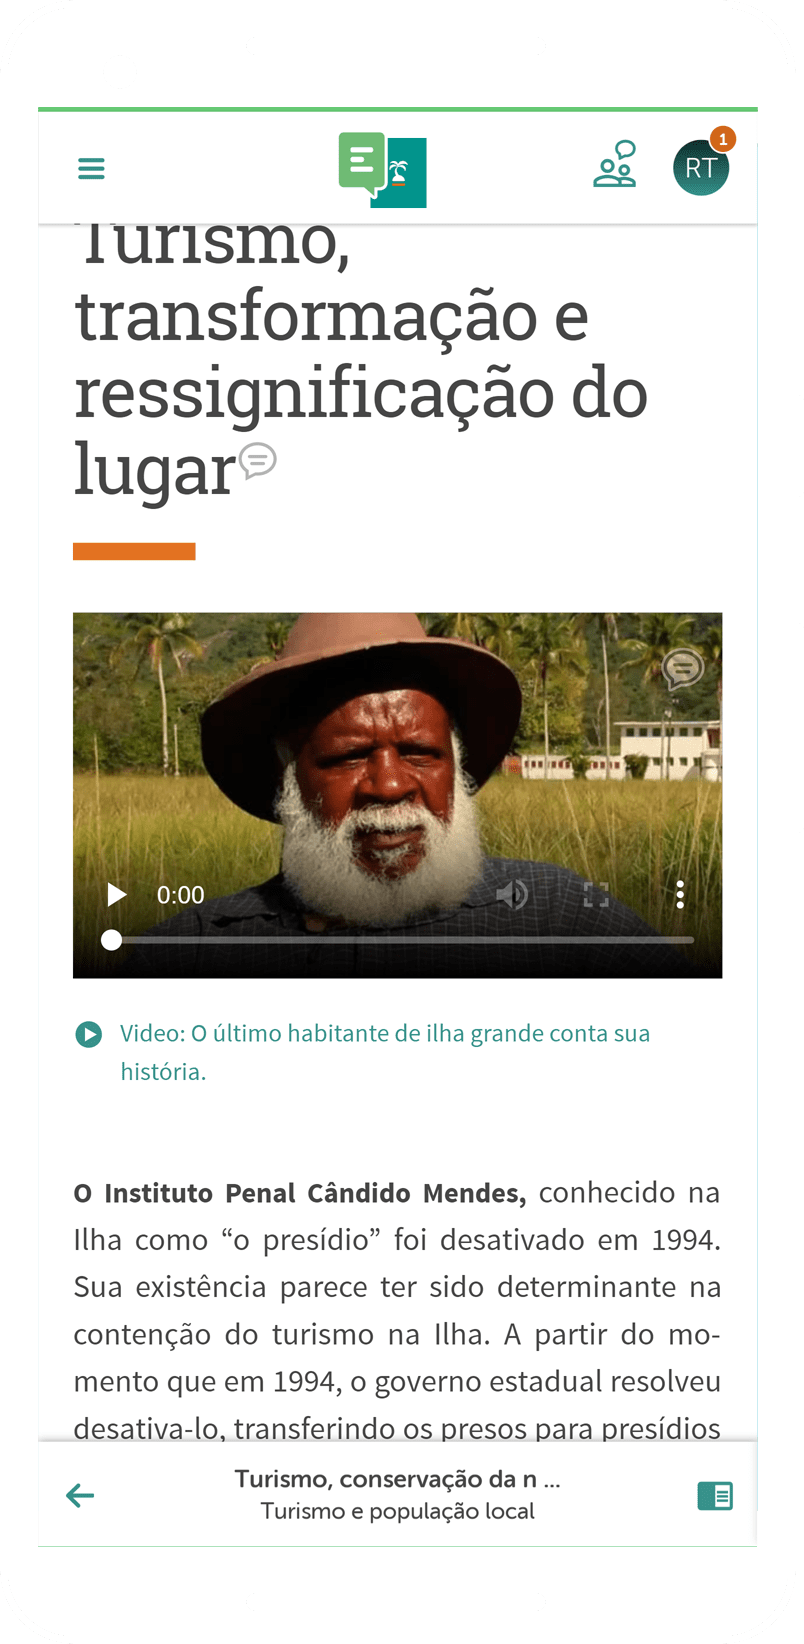 1
RT
Turismo,
transformação e
ressignificação do
lugar
0:00
Video: O último habitante de ilha grande conta sua
história.
O Instituto Penal Cândido Mendes, conhecido na
Ilha como “o presídio” foi desativado em 1994.
Sua existência parece ter sido determinante na
contenção do turismo na Ilha. A partir do mo-
mento que em 1994, o governo estadual resolveu
desativa-lo, transferindo os presos para presídios
Turismo, conservação da n ...
Turismo e população local